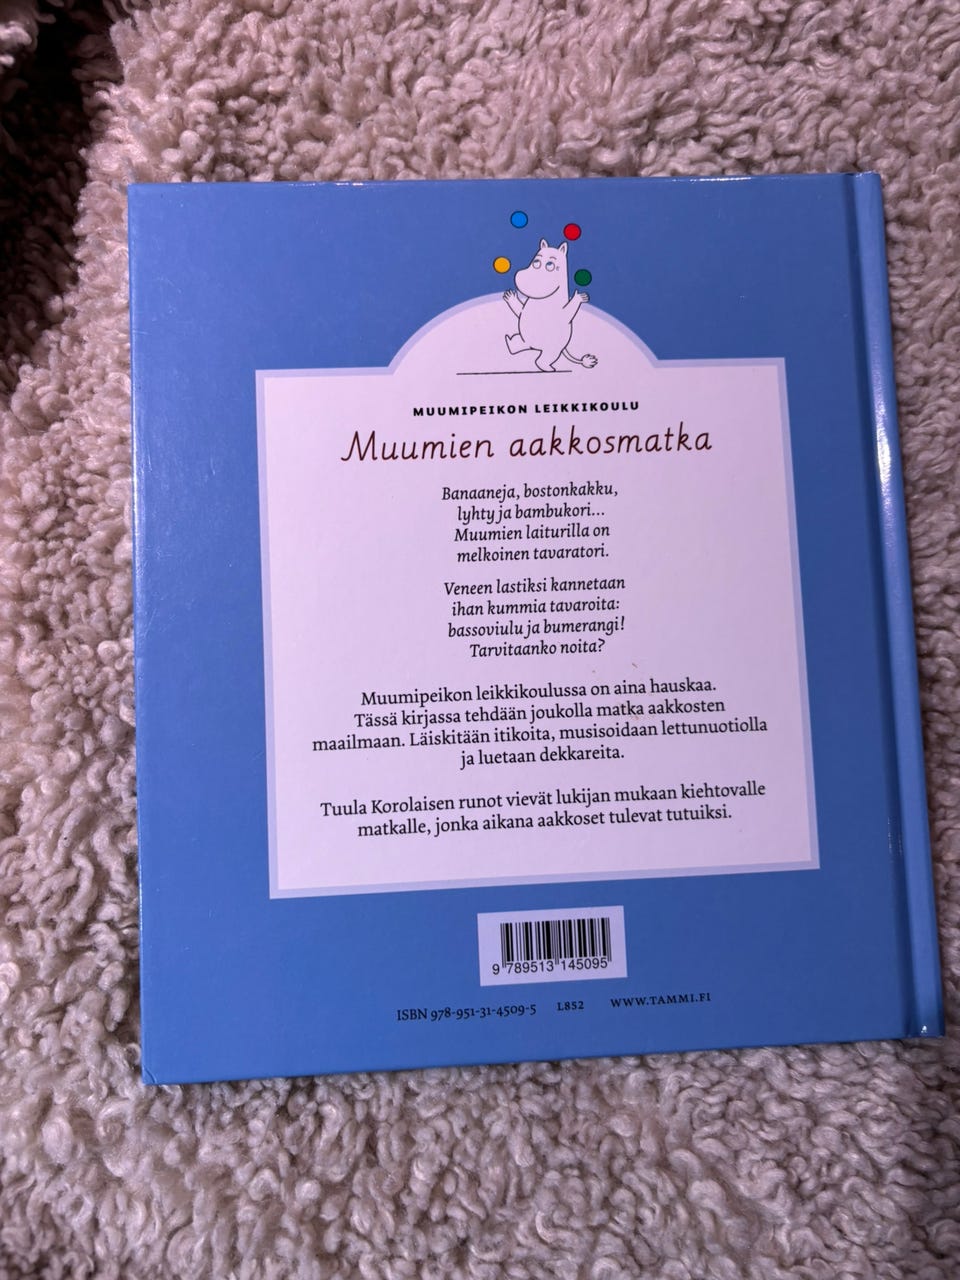 MUUMIPEIKON LEIKKIKOULU
Muumien aakkosmatka
Banaaneja, bostonkakku,
lyhty ja bambukori...
Muumien laiturilla on
melkoinen tavaratori.
Veneen lastiksi kannetaan
ihan kummia tavaroita:
bassoviulu ja bumerangi!
Tarvitaanko noita?
Muumipeikon leikkikoulussa on aina hauskaa.
Tässä kirjassa tehdään joukolla matka aakkosten
maailmaan. Läiskitään itikoita, musisoidaan lettunuotiolla
ja luetaan dekkareita.
Tuula Korolaisen runot vievät lukijan mukaan kiehtovalle
matkalle, jonka aikana aakkoset tulevat tutuiksi.
9 789513 145095
ISBN 978-951-31-4509-5 L852 WWW.TAMMI.FI